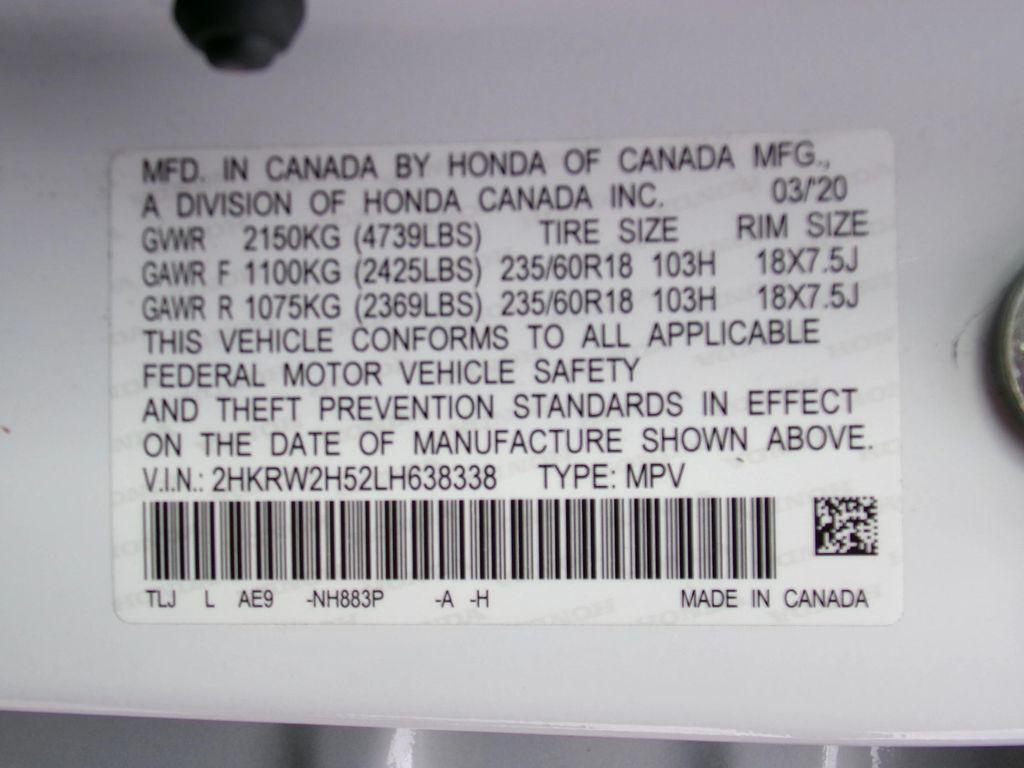 MFD. IN CANADA BY HONDA OF CANADA MFG.,
A DIVISION OF HONDA CANADA INC. 03/'20
GVWR 2150KG (4739LBS) TIRE SIZE RIM SIZE
GAWR F 1100KG (2425LBS) 235/60R18 103H 18X7.5J
GAWR R 1075KG (2369LBS) 235/60R18 103H 18X7.5J
THIS VEHICLE CONFORMS TO ALL APPLICABLE
FEDERAL MOTOR VEHICLE SAFETY
AND THEFT PREVENTION STANDARDS IN EFFECT
ON THE DATE OF MANUFACTURE SHOWN ABOVE.
V.I.N.: 2HKRW2H52LH638338 TYPE: MPV
TLJ L AE9 -NH883P -A -H MADE IN CANADA